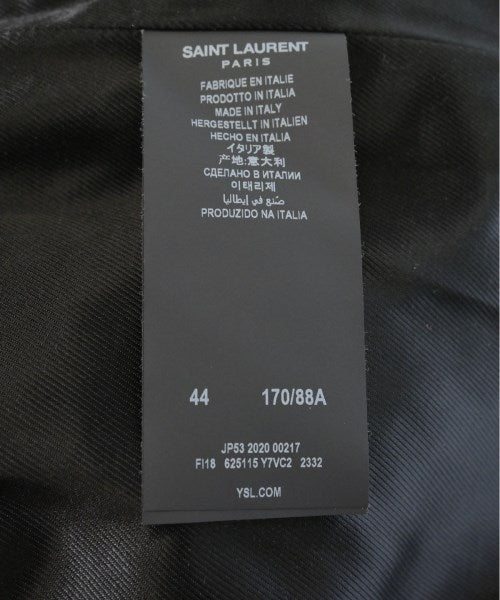 SAINT LAURENT
PARIS
FABRIQUE EN ITALIE
PRODOTTO IN ITALIA
MADE IN ITALY
HERGESTELLT IN ITALIEN
HECHO EN ITALIA
イタリア製
产地:意大利
СДЕЛАНО В ИТАЛИИ
이태리제
صنع في إيطاليا
PRODUZIDO NA ITALIA
44 170/88A
JP53 2020 00217
FI18 625115 Y7VC2 2332
YSL.COM